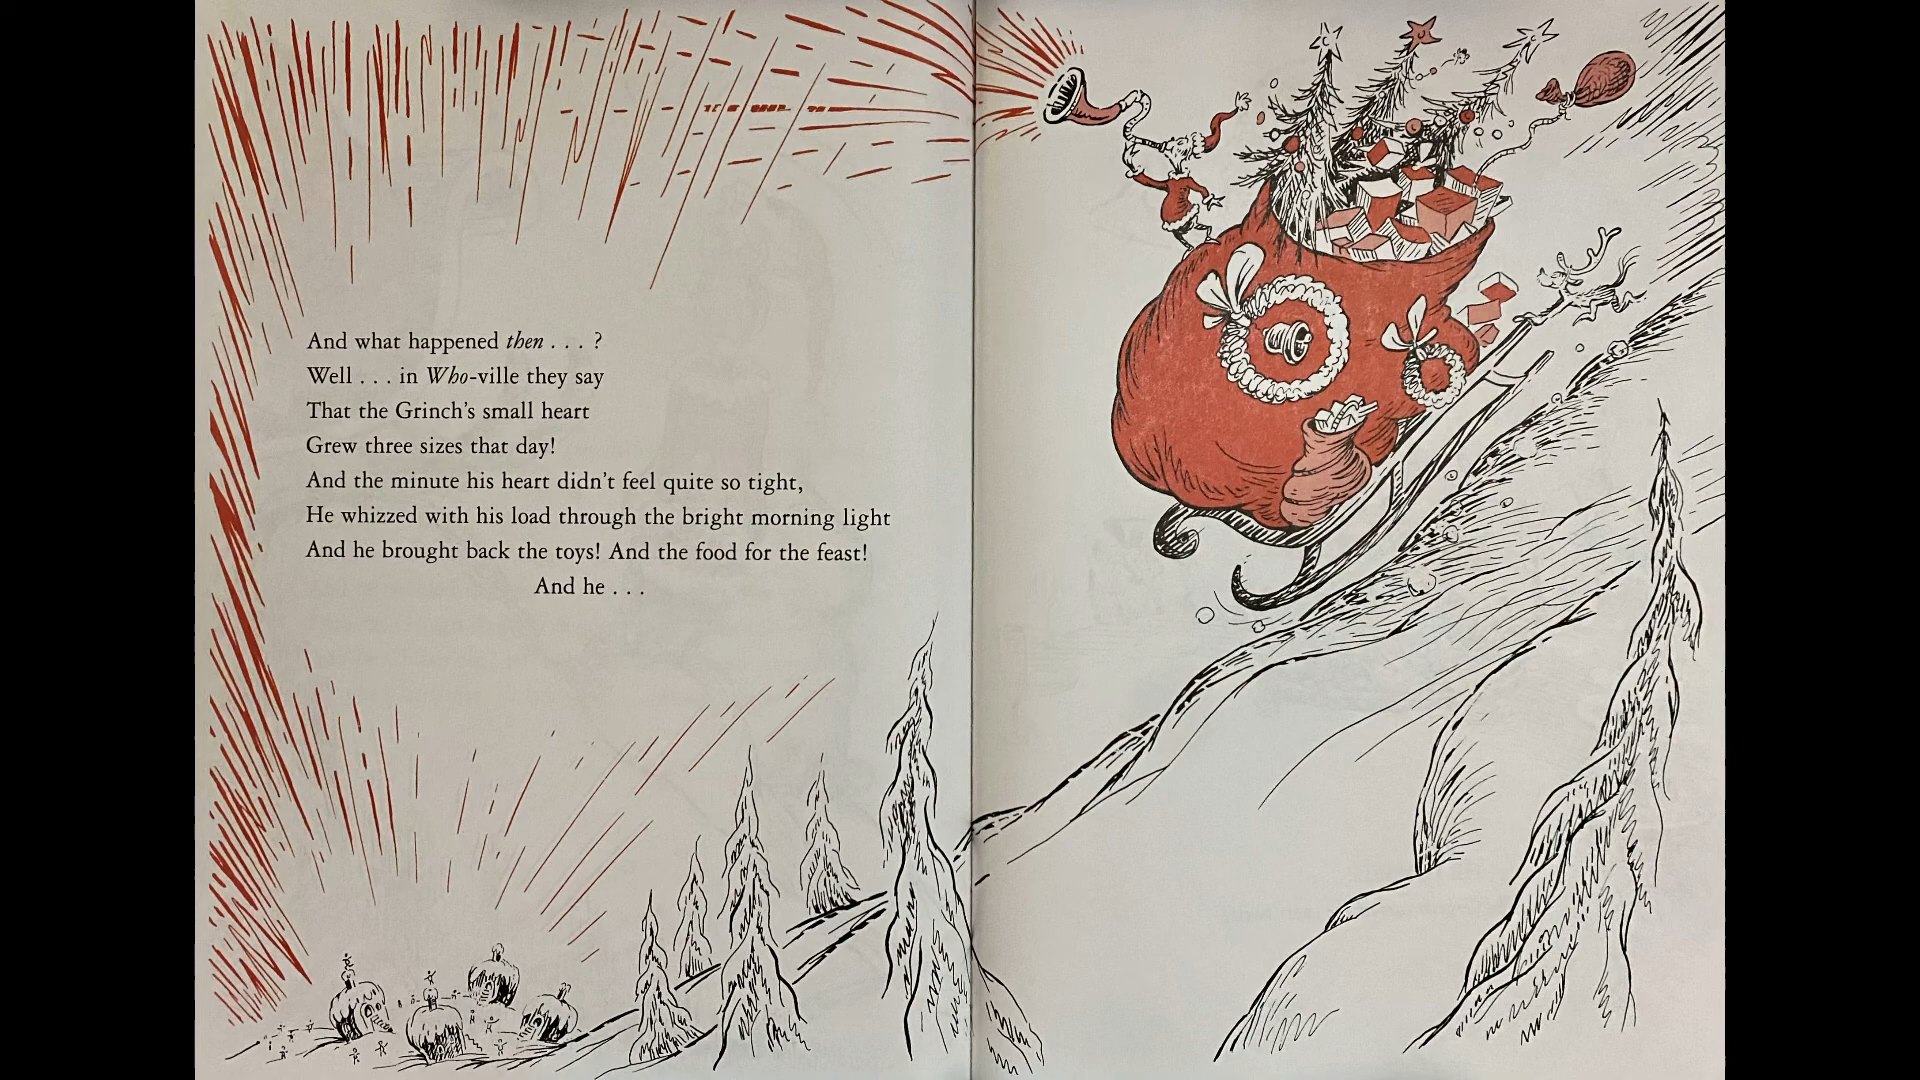 And what happened then . . . ?
Well . . . in Who-ville they say
That the Grinch's small heart
Grew three sizes that day!
And the minute his heart didn't feel quite so tight,
He whizzed with his load through the bright morning light
And he brought back the toys! And the food for the feast!
And he . . .